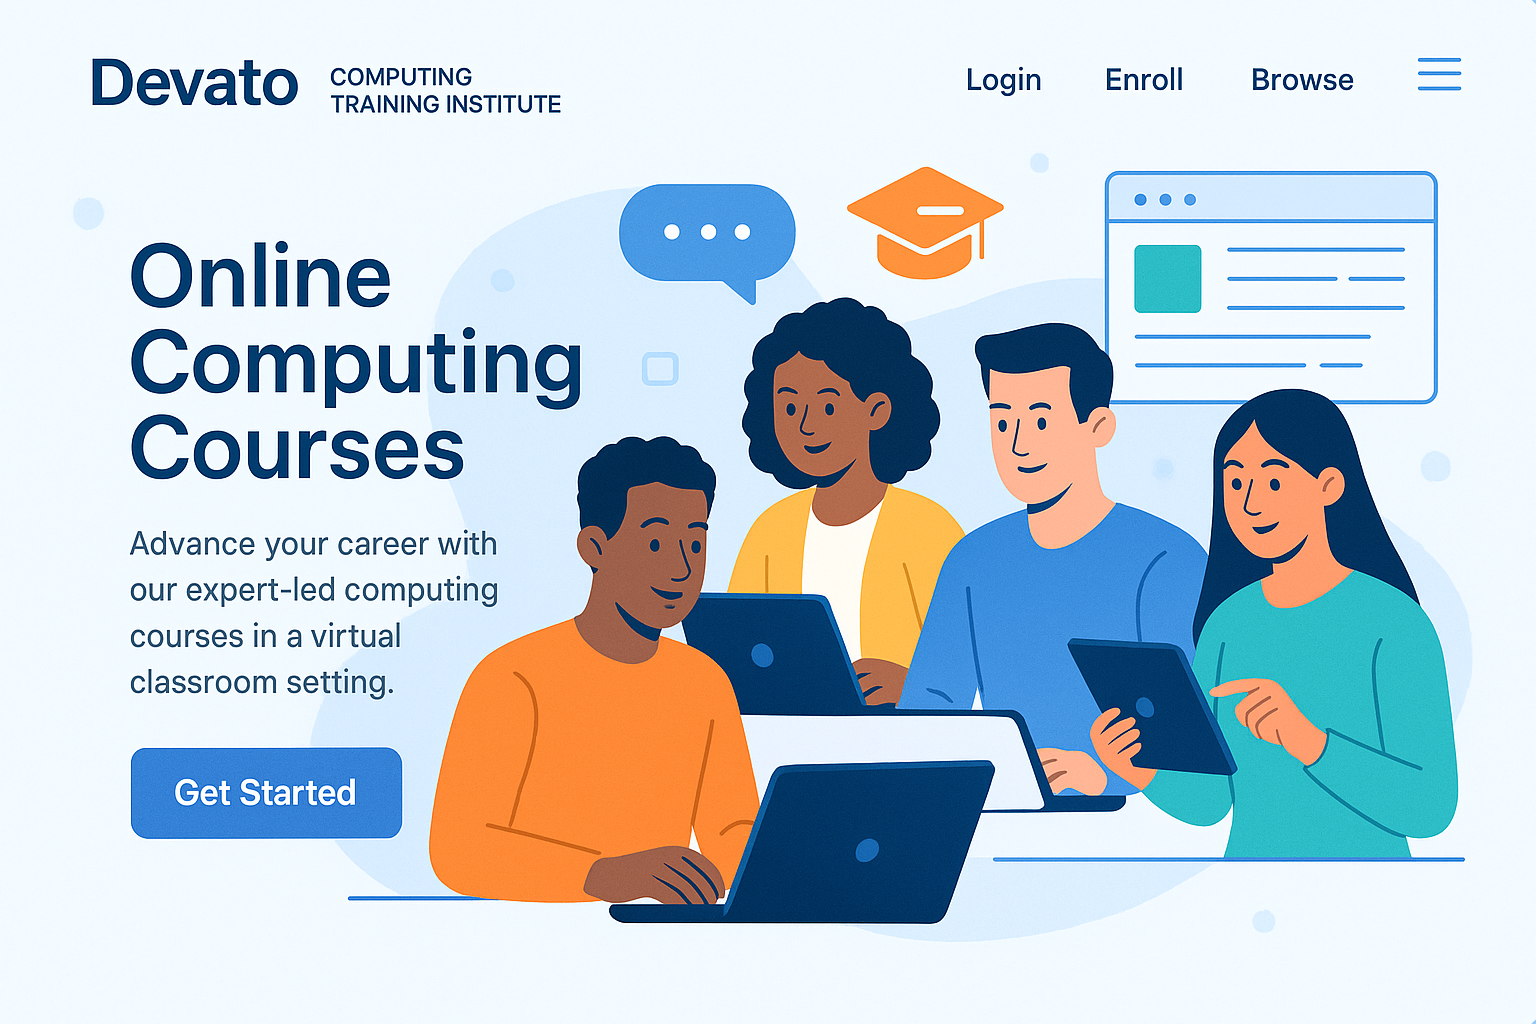 Devato
COMPUTING
TRAINING INSTITUTE
Login
Enroll
Browse
Online
Computing
Courses
Advance your career with
our expert-led computing
courses in a virtual
classroom setting.
Get Started